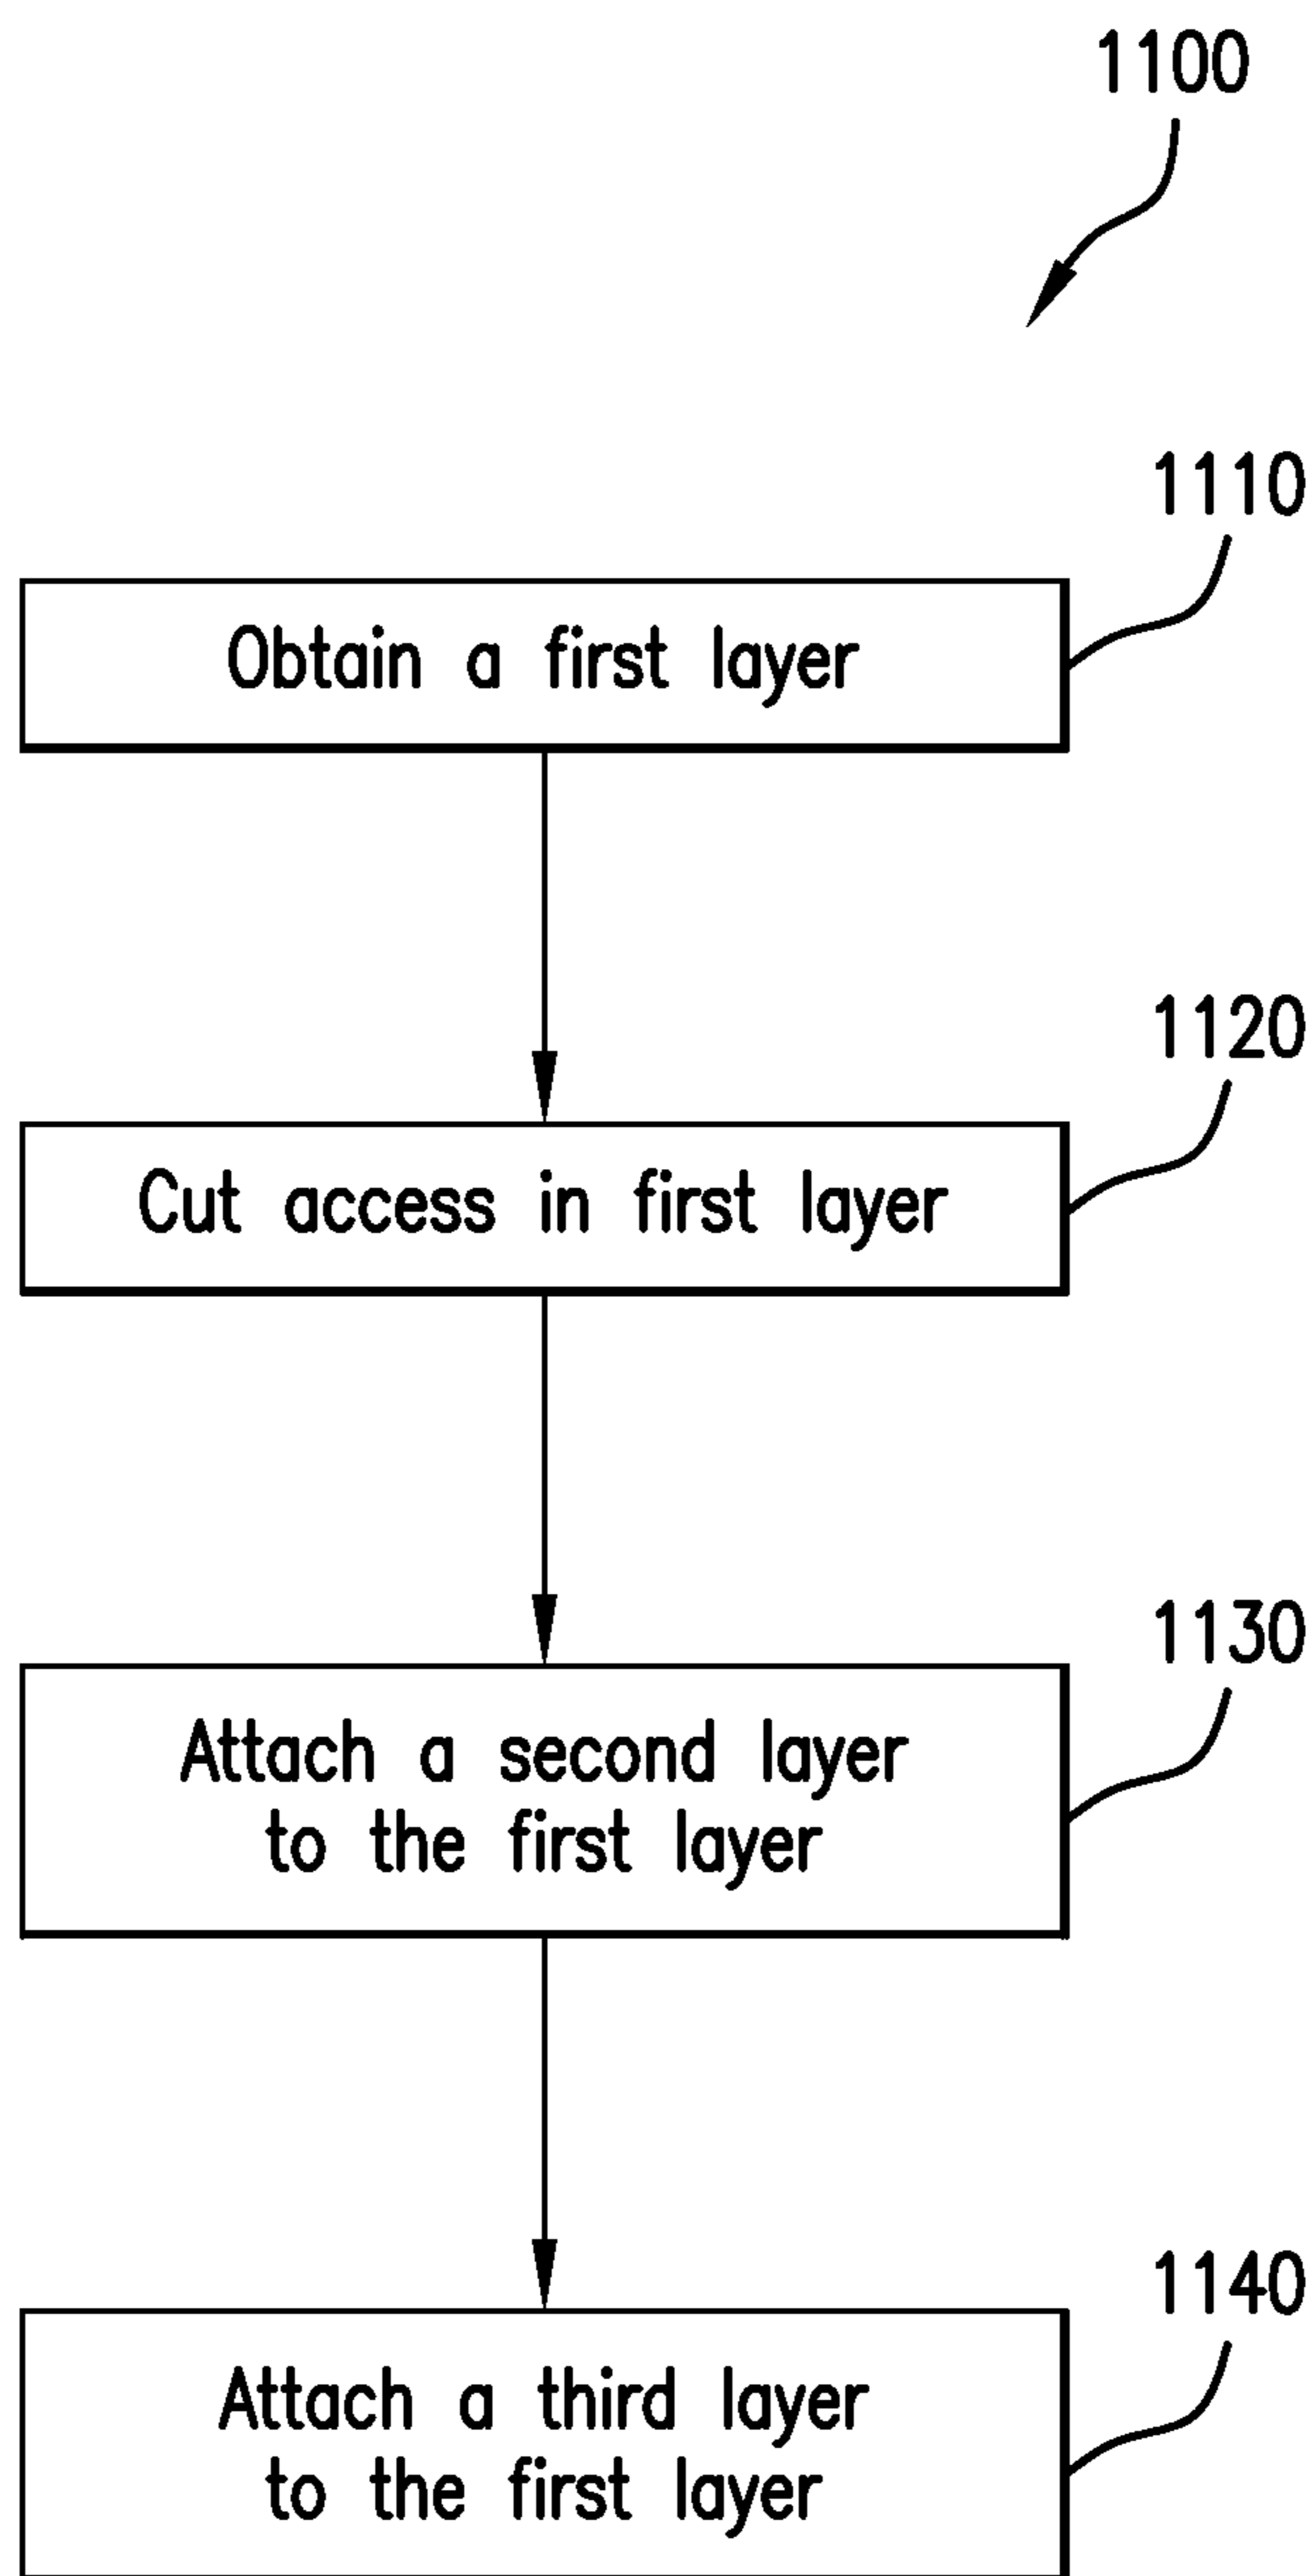 1100
1110
Obtain a first layer
1120
Cut access in first layer
1130
Attach a second layer
to the first layer
1140
Attach a third layer
to the first layer